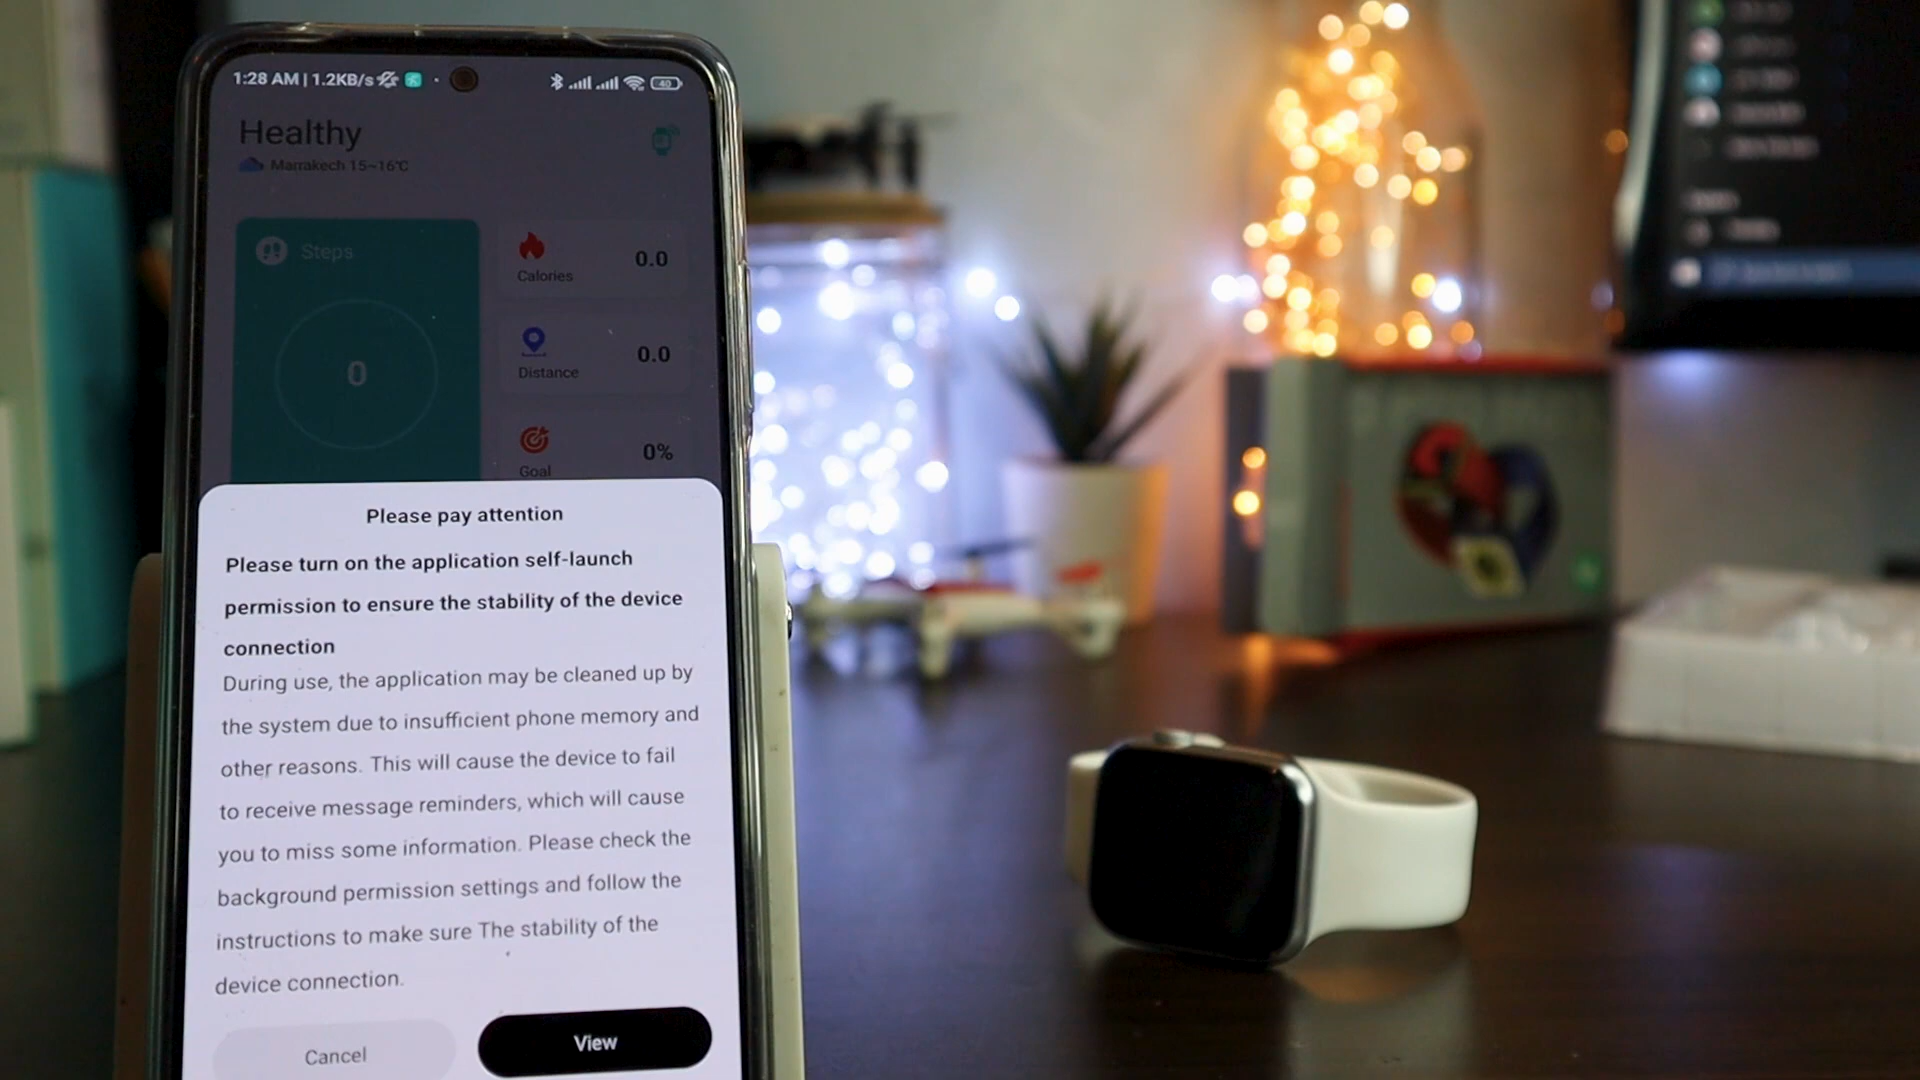 1:28 AM | 1.2KB/s
40
Healthy
Marrakech 15~16°C
Steps
0
Calories
0.0
Distance
0.0
Goal
0%
Please pay attention
Please turn on the application self-launch
permission to ensure the stability of the device
connection
During use, the application may be cleaned up by
the system due to insufficient phone memory and
other reasons. This will cause the device to fail
to receive message reminders, which will cause
you to miss some information. Please check the
background permission settings and follow the
instructions to make sure The stability of the
device connection.
Cancel
View